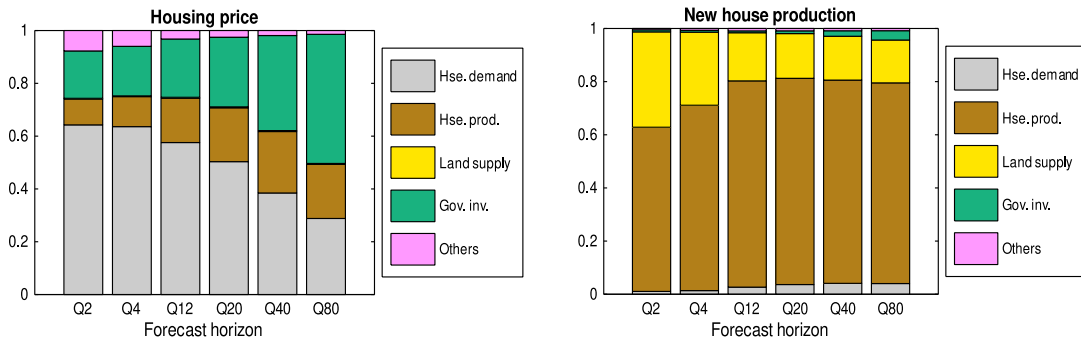 Housing price
1
0.8
0.6
0.4
0.2
0
Q2 Q4 Q12 Q20 Q40 Q80
Forecast horizon
Hse. demand
Hse. prod.
Land supply
Gov. inv.
Others
New house production
1
0.8
0.6
0.4
0.2
0
Q2 Q4 Q12 Q20 Q40 Q80
Forecast horizon
Hse. demand
Hse. prod.
Land supply
Gov. inv.
Others